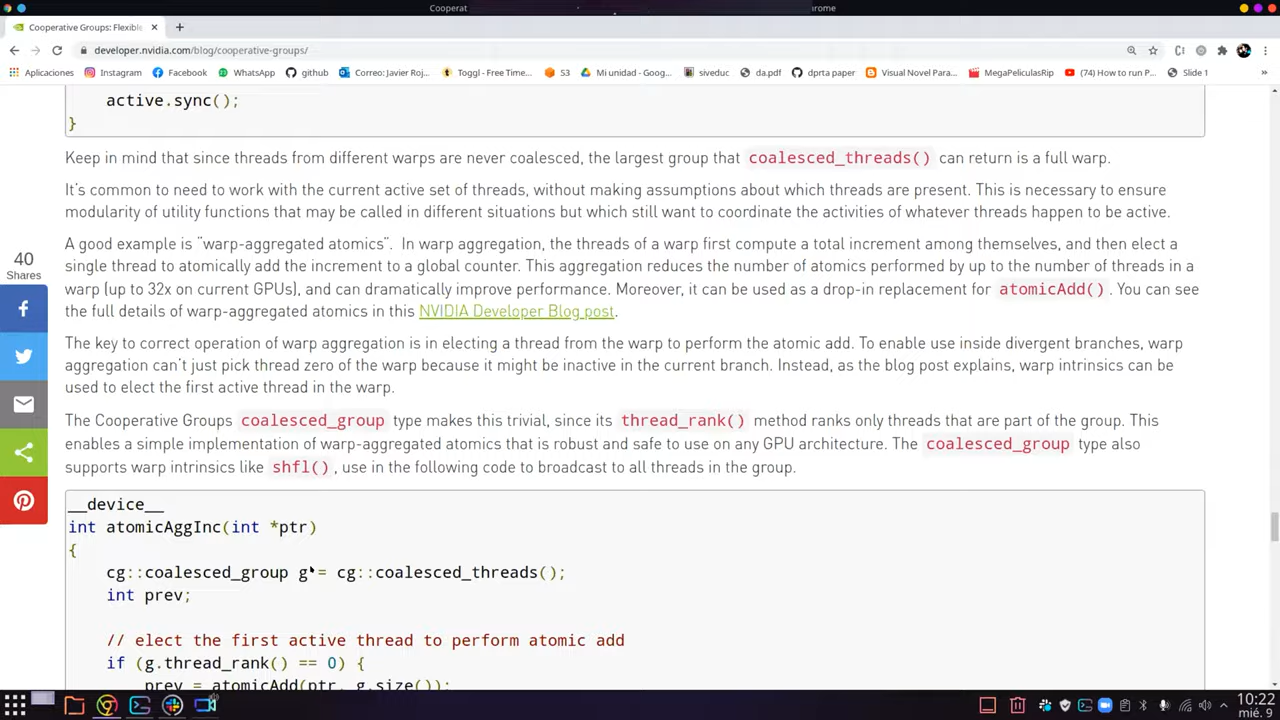 Cooperat
rome
Cooperative Groups: Flexibl
developer.nvidia.com/blog/cooperative-groups/
Aplicaciones Instagram Facebook WhatsApp github Correo: Javier Roj... Toggl - Free Time... S3 Mi unidad - Goog... siveduc da.pdf dprta paper Visual Novel Para... MegaPeliculasRip (74) How to run P... Slide 1
active.sync();
}
Keep in mind that since threads from different warps are never coalesced, the largest group that coalesced_threads() can return is a full warp.
It's common to need to work with the current active set of threads, without making assumptions about which threads are present. This is necessary to ensure
modularity of utility functions that may be called in different situations but which still want to coordinate the activities of whatever threads happen to be active.
A good example is "warp-aggregated atomics". In warp aggregation, the threads of a warp first compute a total increment among themselves, and then elect a
single thread to atomically add the increment to a global counter. This aggregation reduces the number of atomics performed by up to the number of threads in a
warp (up to 32x on current GPUs), and can dramatically improve performance. Moreover, it can be used as a drop-in replacement for atomicAdd(). You can see
the full details of warp-aggregated atomics in this NVIDIA Developer Blog post.
The key to correct operation of warp aggregation is in electing a thread from the warp to perform the atomic add. To enable use inside divergent branches, warp
aggregation can't just pick thread zero of the warp because it might be inactive in the current branch. Instead, as the blog post explains, warp intrinsics can be
used to elect the first active thread in the warp.
The Cooperative Groups coalesced_group type makes this trivial, since its thread_rank() method ranks only threads that are part of the group. This
enables a simple implementation of warp-aggregated atomics that is robust and safe to use on any GPU architecture. The coalesced_group type also
supports warp intrinsics like shfl(), use in the following code to broadcast to all threads in the group.
40
Shares
__device__
int atomicAggInc(int *ptr)
{
cg::coalesced_group g = cg::coalesced_threads();
int prev;
// elect the first active thread to perform atomic add
if (g.thread_rank() == 0) {
prev = atomicAdd(ptr, g.size());
10:22
mié. 9